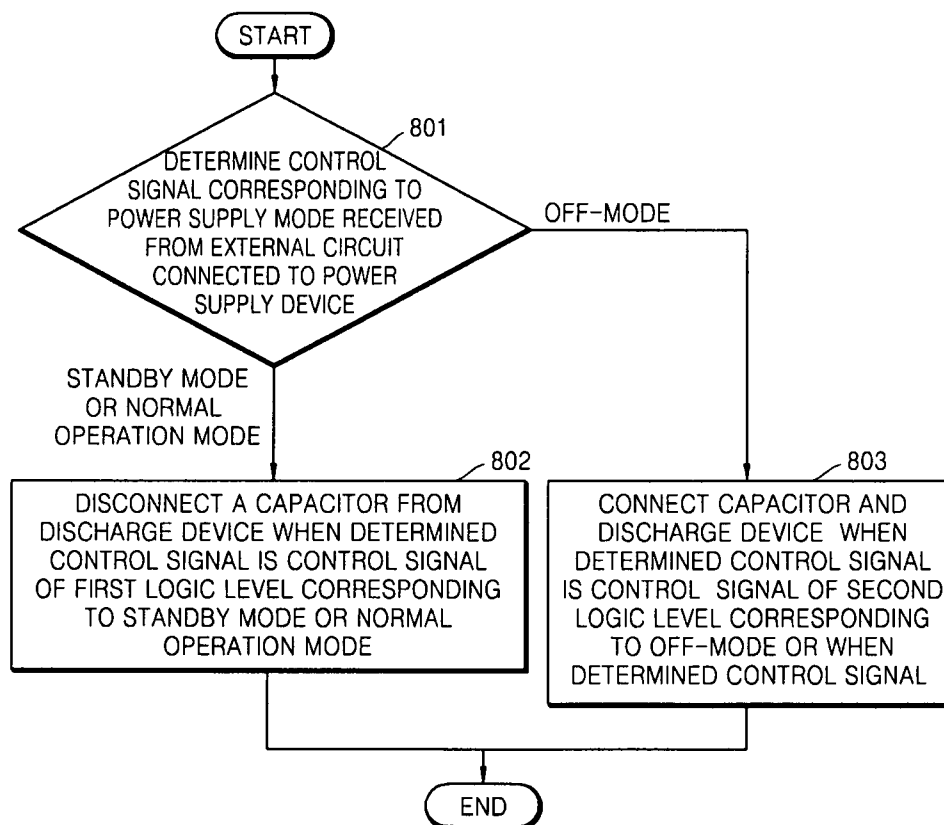 START
801
DETERMINE CONTROL
SIGNAL CORRESPONDING TO
POWER SUPPLY MODE RECEIVED
FROM EXTERNAL CIRCUIT
CONNECTED TO POWER
SUPPLY DEVICE
OFF-MODE
STANDBY MODE
OR NORMAL
OPERATION MODE
802
DISCONNECT A CAPACITOR FROM
DISCHARGE DEVICE WHEN DETERMINED
CONTROL SIGNAL IS CONTROL SIGNAL
OF FIRST LOGIC LEVEL CORRESPONDING
TO STANDBY MODE OR NORMAL
OPERATION MODE
803
CONNECT CAPACITOR AND
DISCHARGE DEVICE WHEN
DETERMINED CONTROL SIGNAL
IS CONTROL SIGNAL OF SECOND
LOGIC LEVEL CORRESPONDING
TO OFF-MODE OR WHEN
DETERMINED CONTROL SIGNAL
END